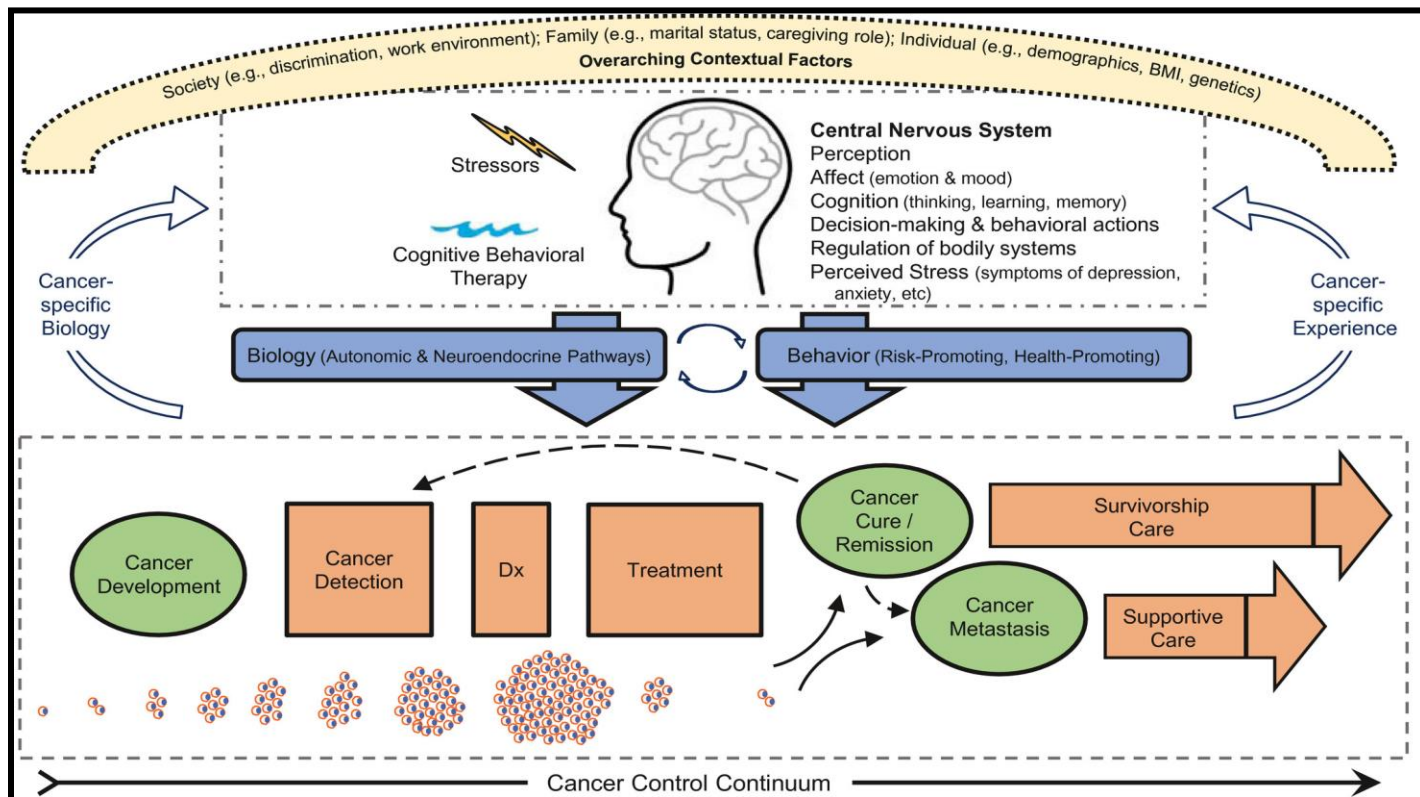 Society (e.g., discrimination, work environment); Family (e.g., marital status, caregiving role); Individual (e.g., demographics, BMI, genetics)
Overarching Contextual Factors
Stressors
Cognitive Behavioral
Therapy
Central Nervous System
Perception
Affect (emotion & mood)
Cognition (thinking, learning, memory)
Decision-making & behavioral actions
Regulation of bodily systems
Perceived Stress (symptoms of depression,
anxiety, etc)
Cancer-
specific
Biology
Cancer-
specific
Experience
Biology (Autonomic & Neuroendocrine Pathways)
Behavior (Risk-Promoting, Health-Promoting)
Cancer
Development
Cancer
Detection
Dx
Treatment
Cancer
Cure /
Remission
Survivorship
Care
Cancer
Metastasis
Supportive
Care
Cancer Control Continuum